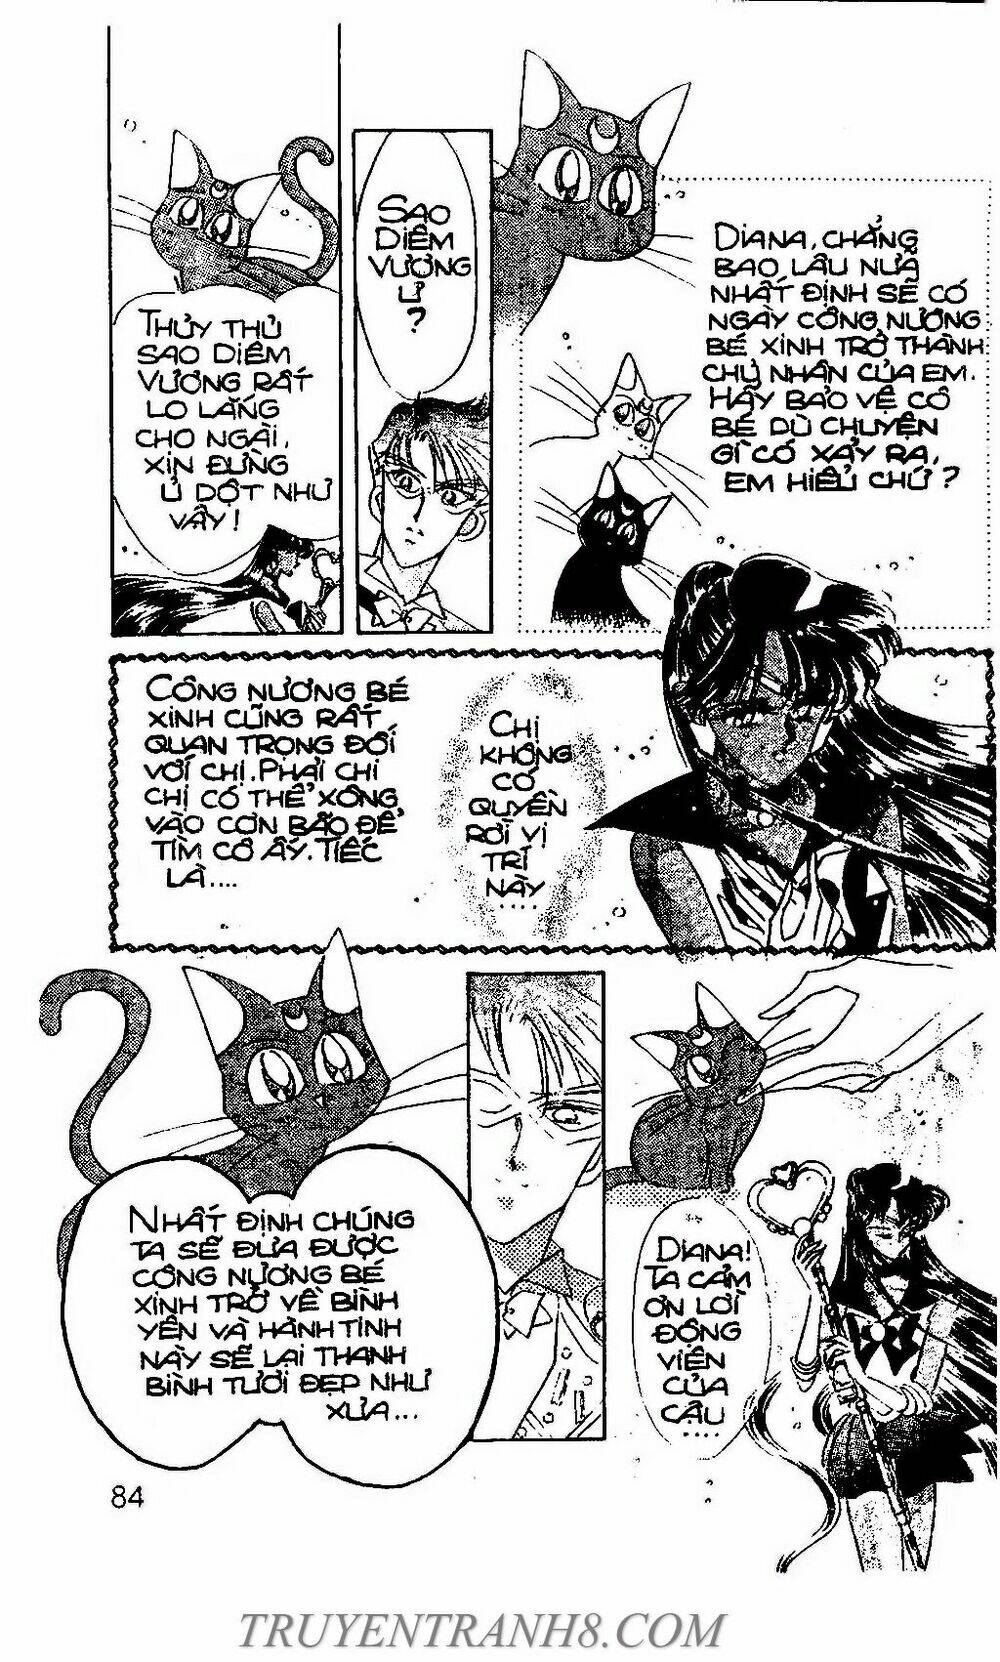 DIANA, CHẲNG
BAO LÂU NỮA
NHẤT ĐỊNH SẼ CÓ
NGÀY CÔNG NƯƠNG
BÉ XINH TRỞ THÀNH
CHỦ NHÂN CỦA EM.
HÃY BẢO VỆ CÔ
BÉ DÙ CHUYỆN
GÌ CÓ XẢY RA,
EM HIỂU CHỨ?
SAO
DIÊM
VƯƠNG
Ư
?
THỦY THỦ
SAO DIÊM
VƯƠNG RẤT
LO LẮNG
CHO NGÀI,
XIN ĐỪNG
Ủ DỘT NHƯ
VẬY!
CÔNG NƯƠNG BÉ
XINH CŨNG RẤT
QUAN TRỌNG ĐỐI
VỚI CHỊ. PHẢI CHI
CHỊ CÓ THỂ XÔNG
VÀO CƠN BÃO ĐỂ
TÌM CÔ ẤY. TIẾC
LÀ....
CHỊ
KHÔNG
CÓ
QUYỀN
RỜI VỊ
TRÍ
NÀY
....
DIANA!
TA CẢM
ƠN LỜI
ĐỘNG
VIÊN
CỦA
CẬU
NHẤT ĐỊNH CHÚNG
TA SẼ ĐƯA ĐƯỢC
CÔNG NƯƠNG BÉ
XINH TRỞ VỀ BÌNH
YÊN VÀ HÀNH TINH
NÀY SẼ LẠI THANH
BÌNH TƯƠI ĐẸP NHƯ
XƯA...
84
TRUYENTRANH8.COM